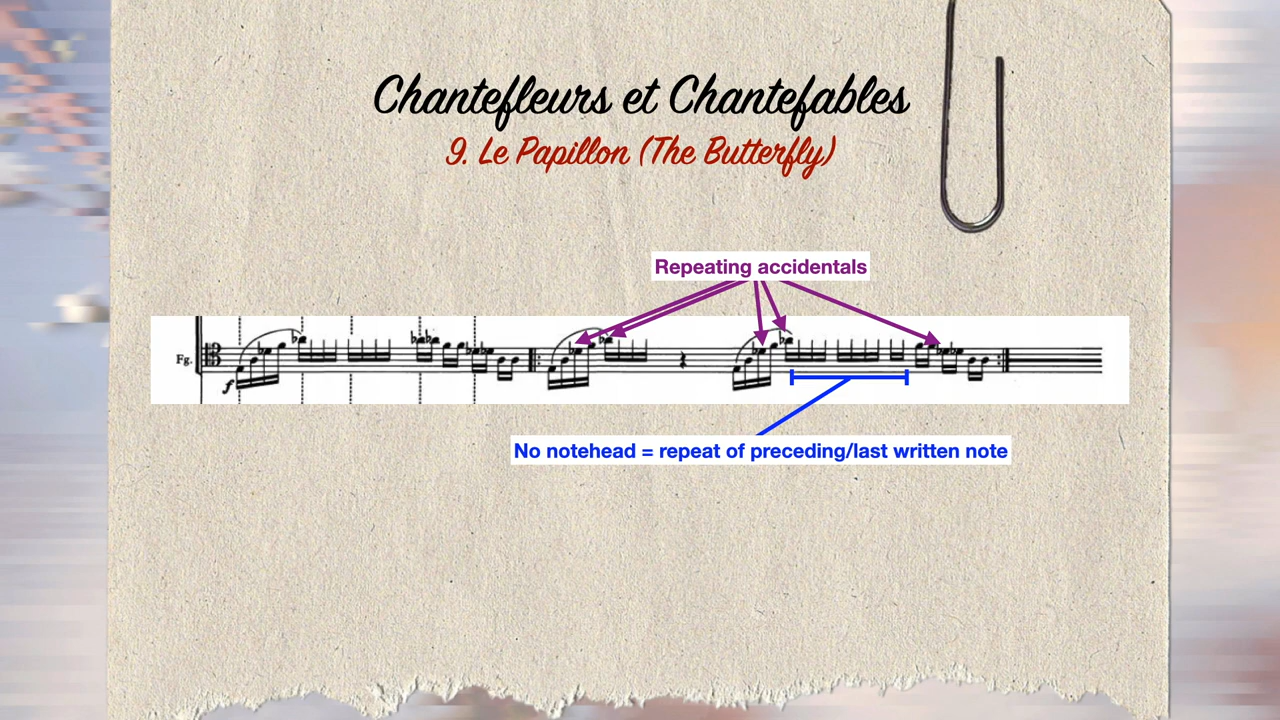 Chantefleurs et Chantefables
9. Le Papillon (The Butterfly)
Repeating accidentals
Fg.
f
No notehead = repeat of preceding/last written note